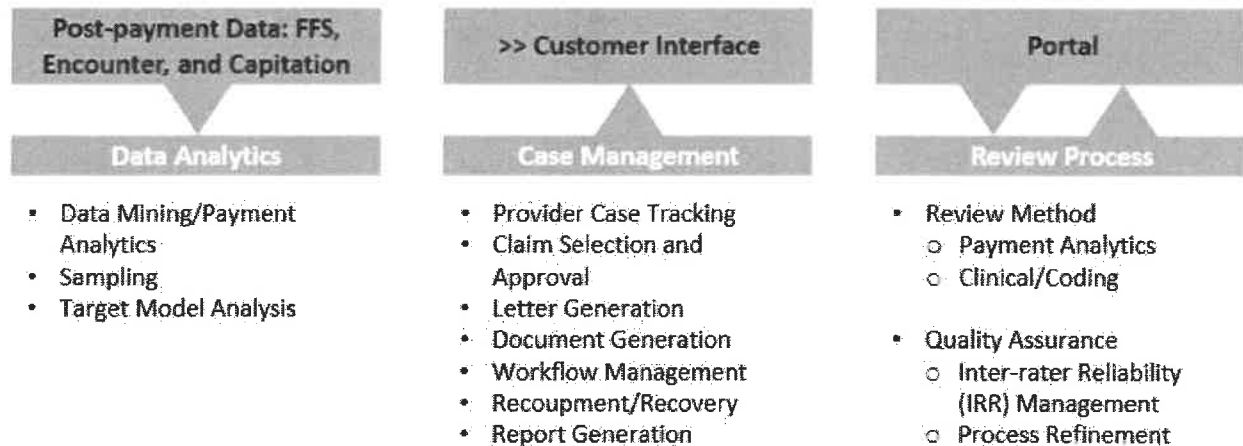 Post-payment Data: FFS,
Encounter, and Capitation
Data Analytics
• Data Mining/Payment
Analytics
• Sampling
• Target Model Analysis
>> Customer Interface
Case Management
• Provider Case Tracking
• Claim Selection and
Approval
• Letter Generation
• Document Generation
• Workflow Management
• Recoupment/Recovery
• Report Generation
Portal
Review Process
• Review Method
o Payment Analytics
o Clinical/Coding
• Quality Assurance
o Inter-rater Reliability
(IRR) Management
o Process Refinement